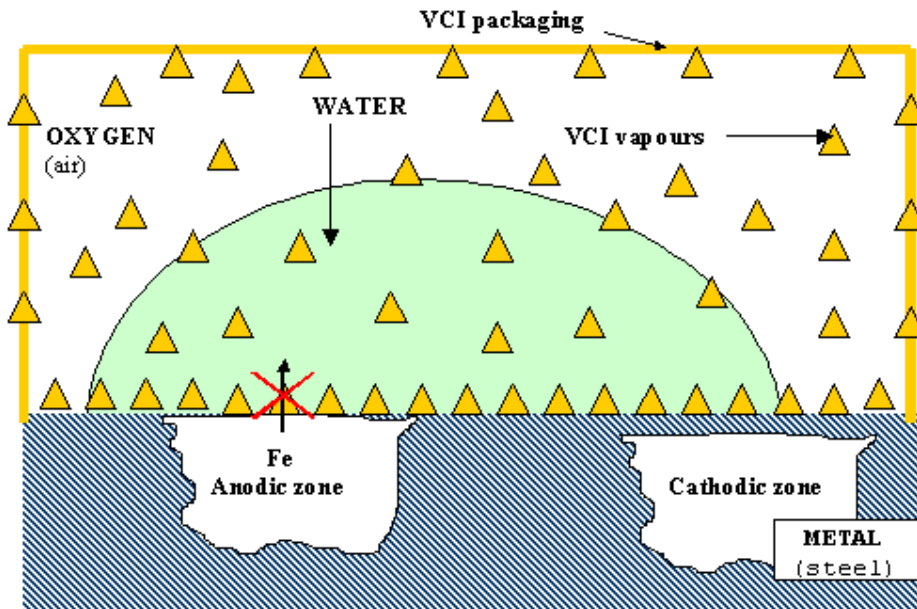 VCI packaging
WATER
OXYGEN
(air)
VCI vapours
Fe
Anodic zone
Cathodic zone
METAL
(steel)